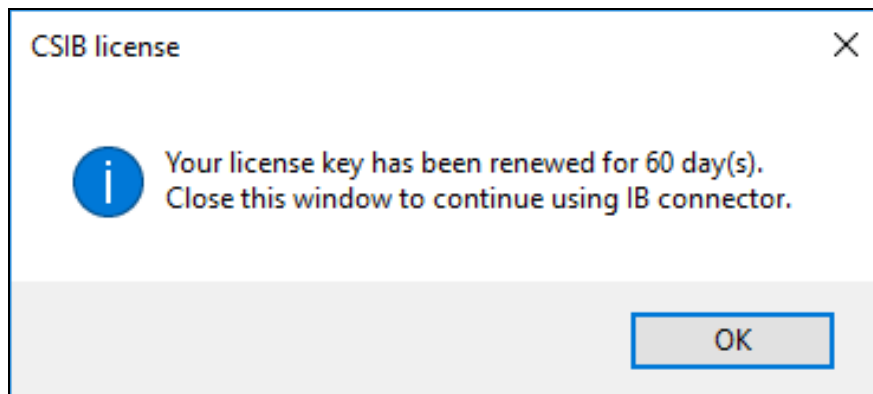 CSIB license
Your license key has been renewed for 60 day(s).
Close this window to continue using IB connector.
OK